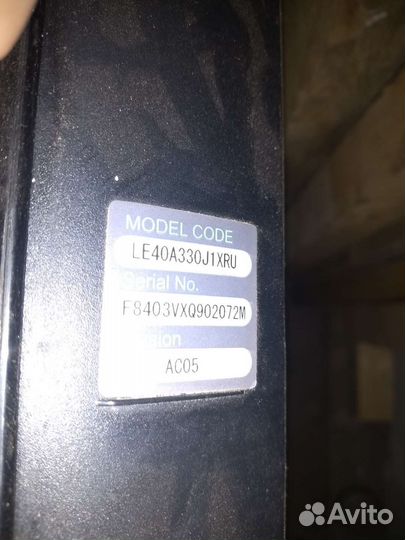 MODEL CODE
LE40A330J1XRU
Serial No.
F8403VXQ902072M
AC05
Avito